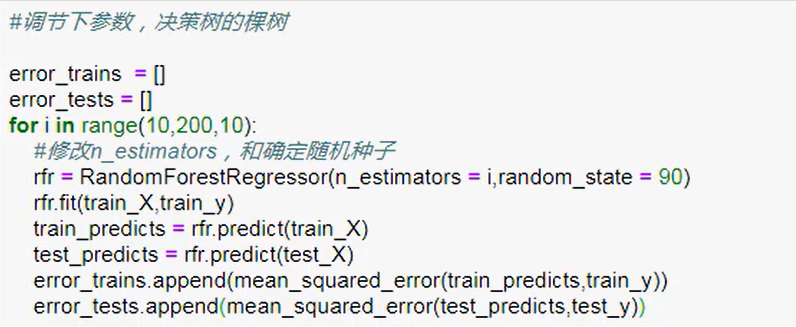 #调节下参数，决策树的棵树
error_trains = []
error_tests = []
for i in range(10,200,10):
#修改n_estimators，和确定随机种子
rfr = RandomForestRegressor(n_estimators = i,random_state = 90)
rfr.fit(train_X,train_y)
train_predicts = rfr.predict(train_X)
test_predicts = rfr.predict(test_X)
error_trains.append(mean_squared_error(train_predicts,train_y))
error_tests.append(mean_squared_error(test_predicts,test_y))